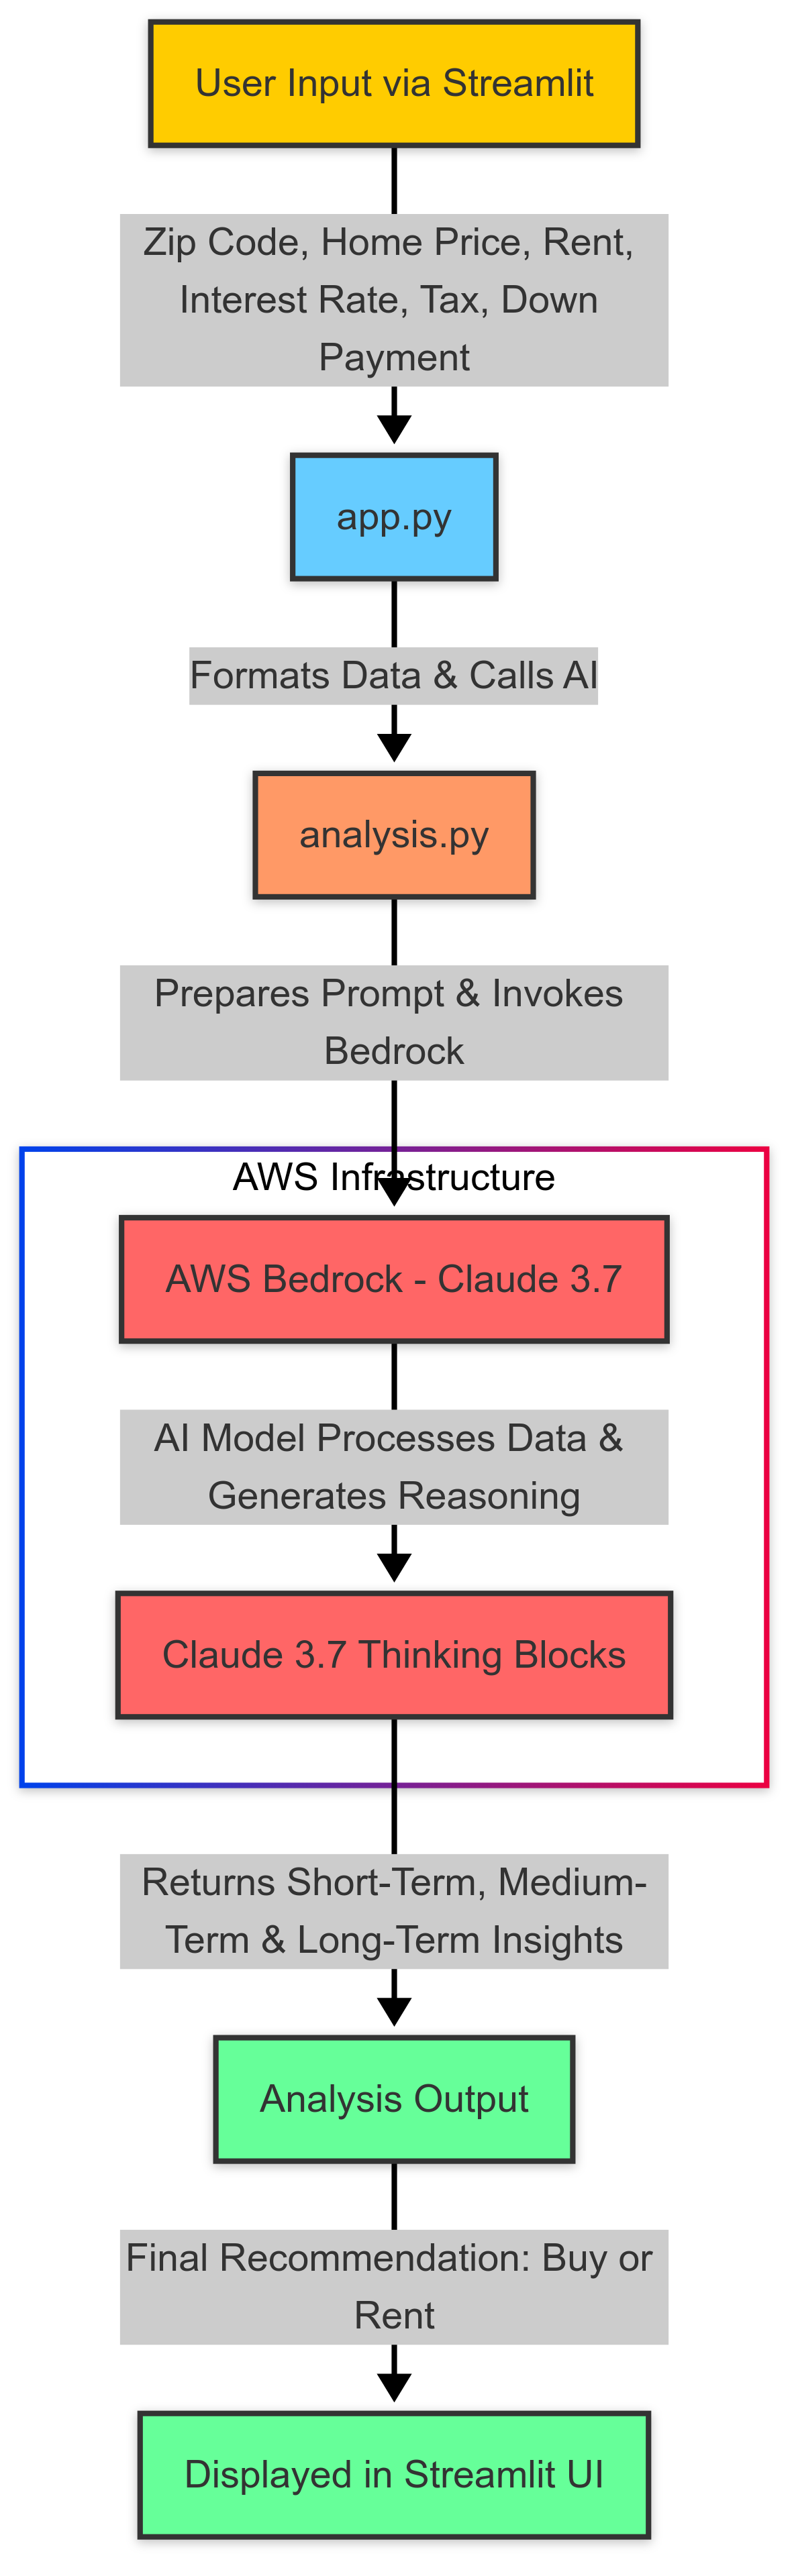 User Input via Streamlit
Zip Code, Home Price, Rent,
Interest Rate, Tax, Down
Payment
app.py
Formats Data & Calls AI
analysis.py
Prepares Prompt & Invokes
Bedrock
AWS Infrastructure
AWS Bedrock - Claude 3.7
AI Model Processes Data &
Generates Reasoning
Claude 3.7 Thinking Blocks
Returns Short-Term, Medium-
Term & Long-Term Insights
Analysis Output
Final Recommendation: Buy or
Rent
Displayed in Streamlit UI